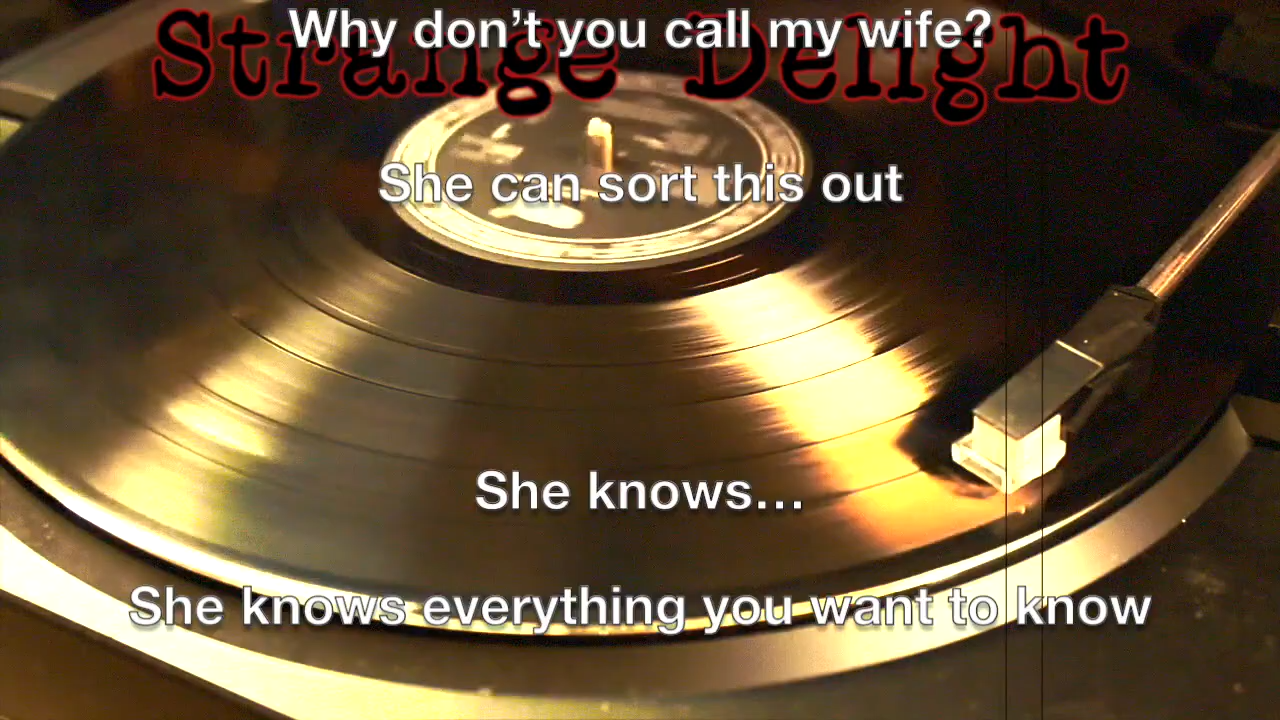 Why don’t you call my wife?
Strange Delight
She can sort this out
She knows…
She knows everything you want to know